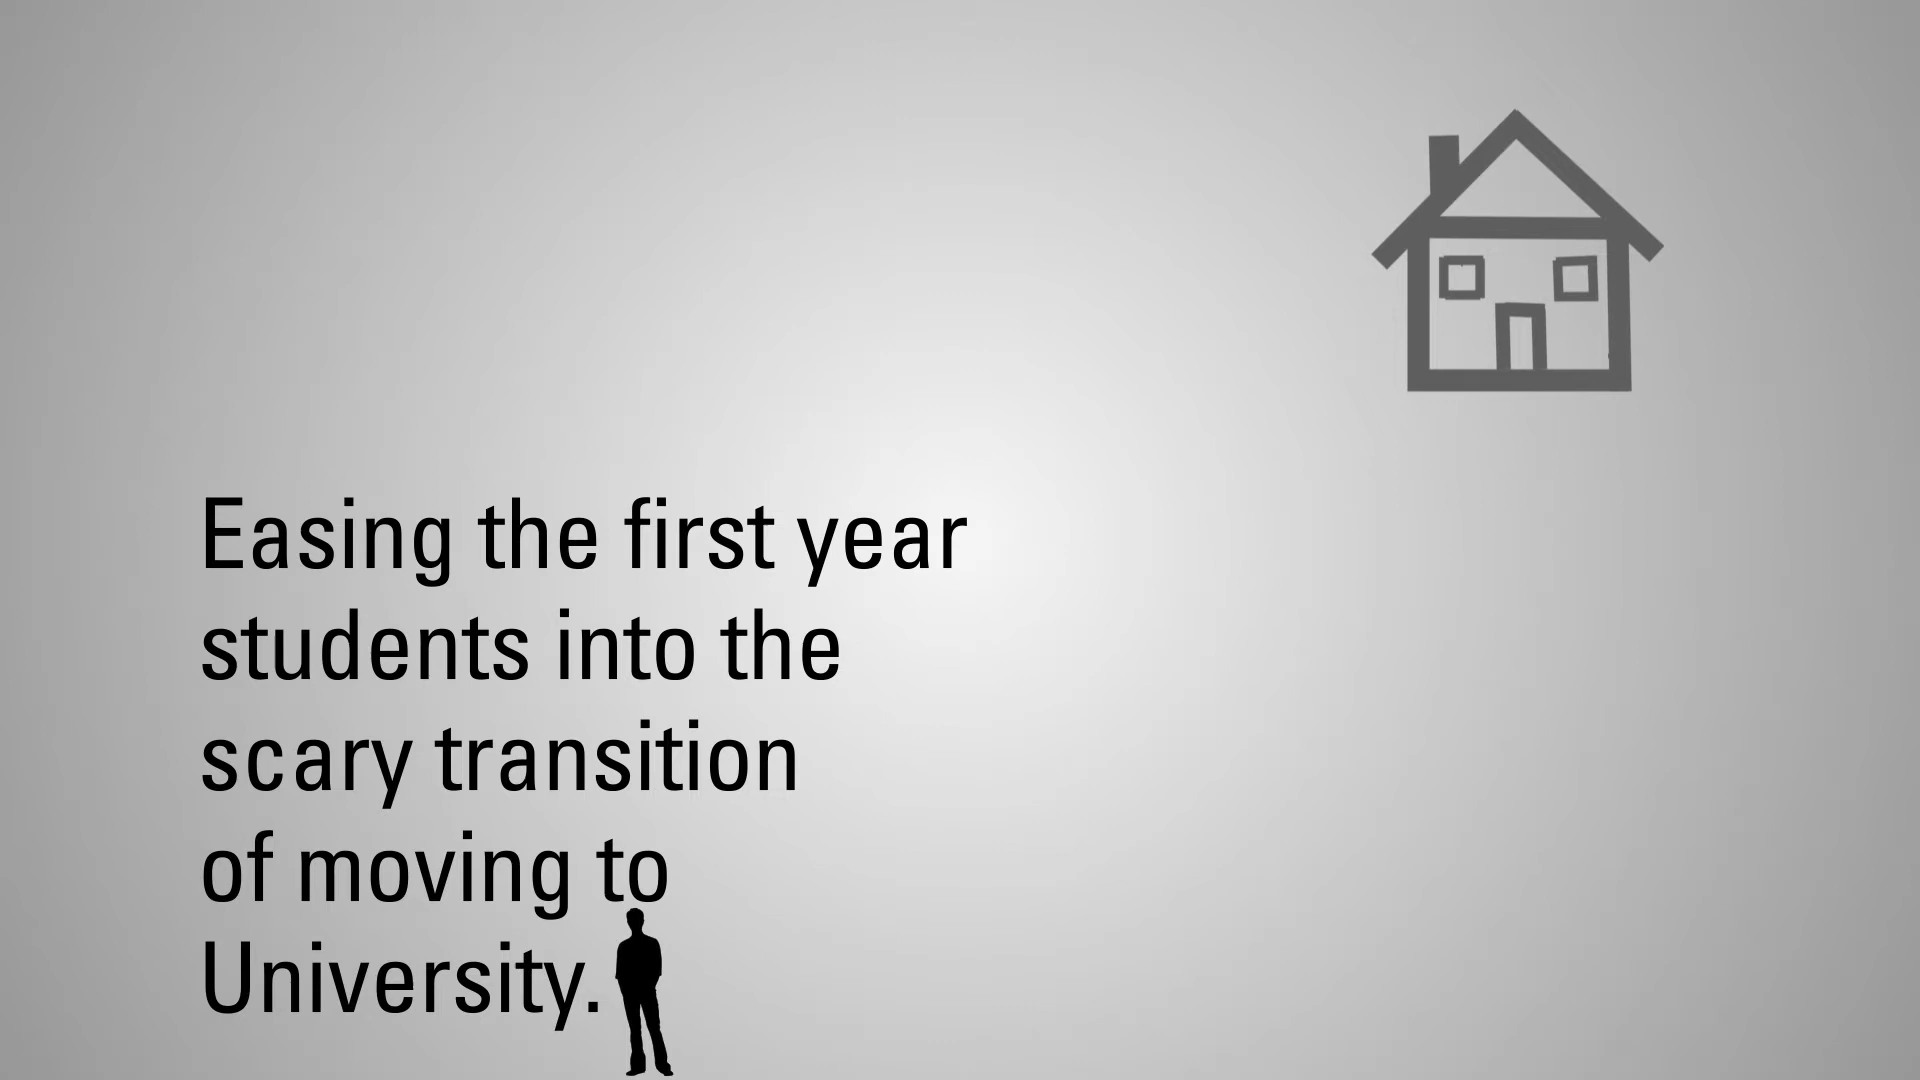 Easing the first year
students into the
scary transition
of moving to
University.